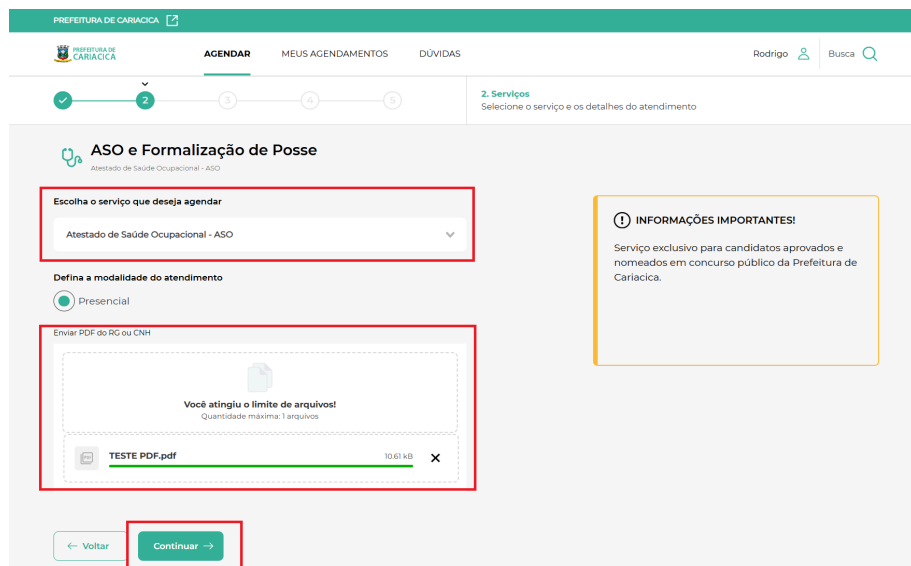 PREFEITURA DE CARIACICA
PREFEITURA DE
CARIACICA
AGENDAR
MEUS AGENDAMENTOS
DÚVIDAS
Rodrigo
Busca
2
3
4
5
2. Serviços
Selecione o serviço e os detalhes do atendimento
ASO e Formalização de Posse
Atestado de Saúde Ocupacional - ASO
Escolha o serviço que deseja agendar
Atestado de Saúde Ocupacional - ASO
Defina a modalidade do atendimento
Presencial
Enviar PDF do RG ou CNH
Você atingiu o limite de arquivos!
Quantidade máxima: 1 arquivos
TESTE PDF.pdf
10.61 kB
Voltar
Continuar
INFORMAÇÕES IMPORTANTES!
Serviço exclusivo para candidatos aprovados e
nomeados em concurso público da Prefeitura de
Cariacica.